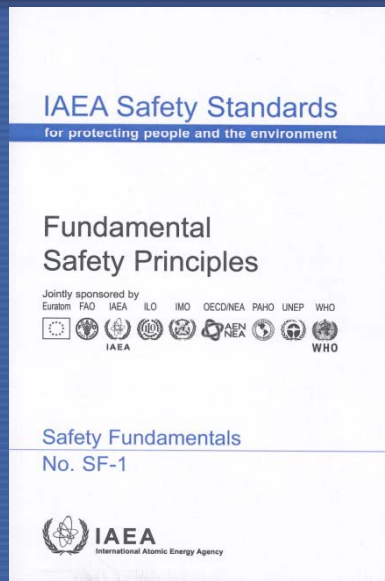 IAEA Safety Standards
for protecting people and the environment
Fundamental
Safety Principles
Jointly sponsored by
Euratom FAO IAEA ILO IMO OECD/NEA PAHO UNEP WHO
IAEA
AEN
NEA
WHO
Safety Fundamentals
No. SF-1
IAEA
International Atomic Energy Agency